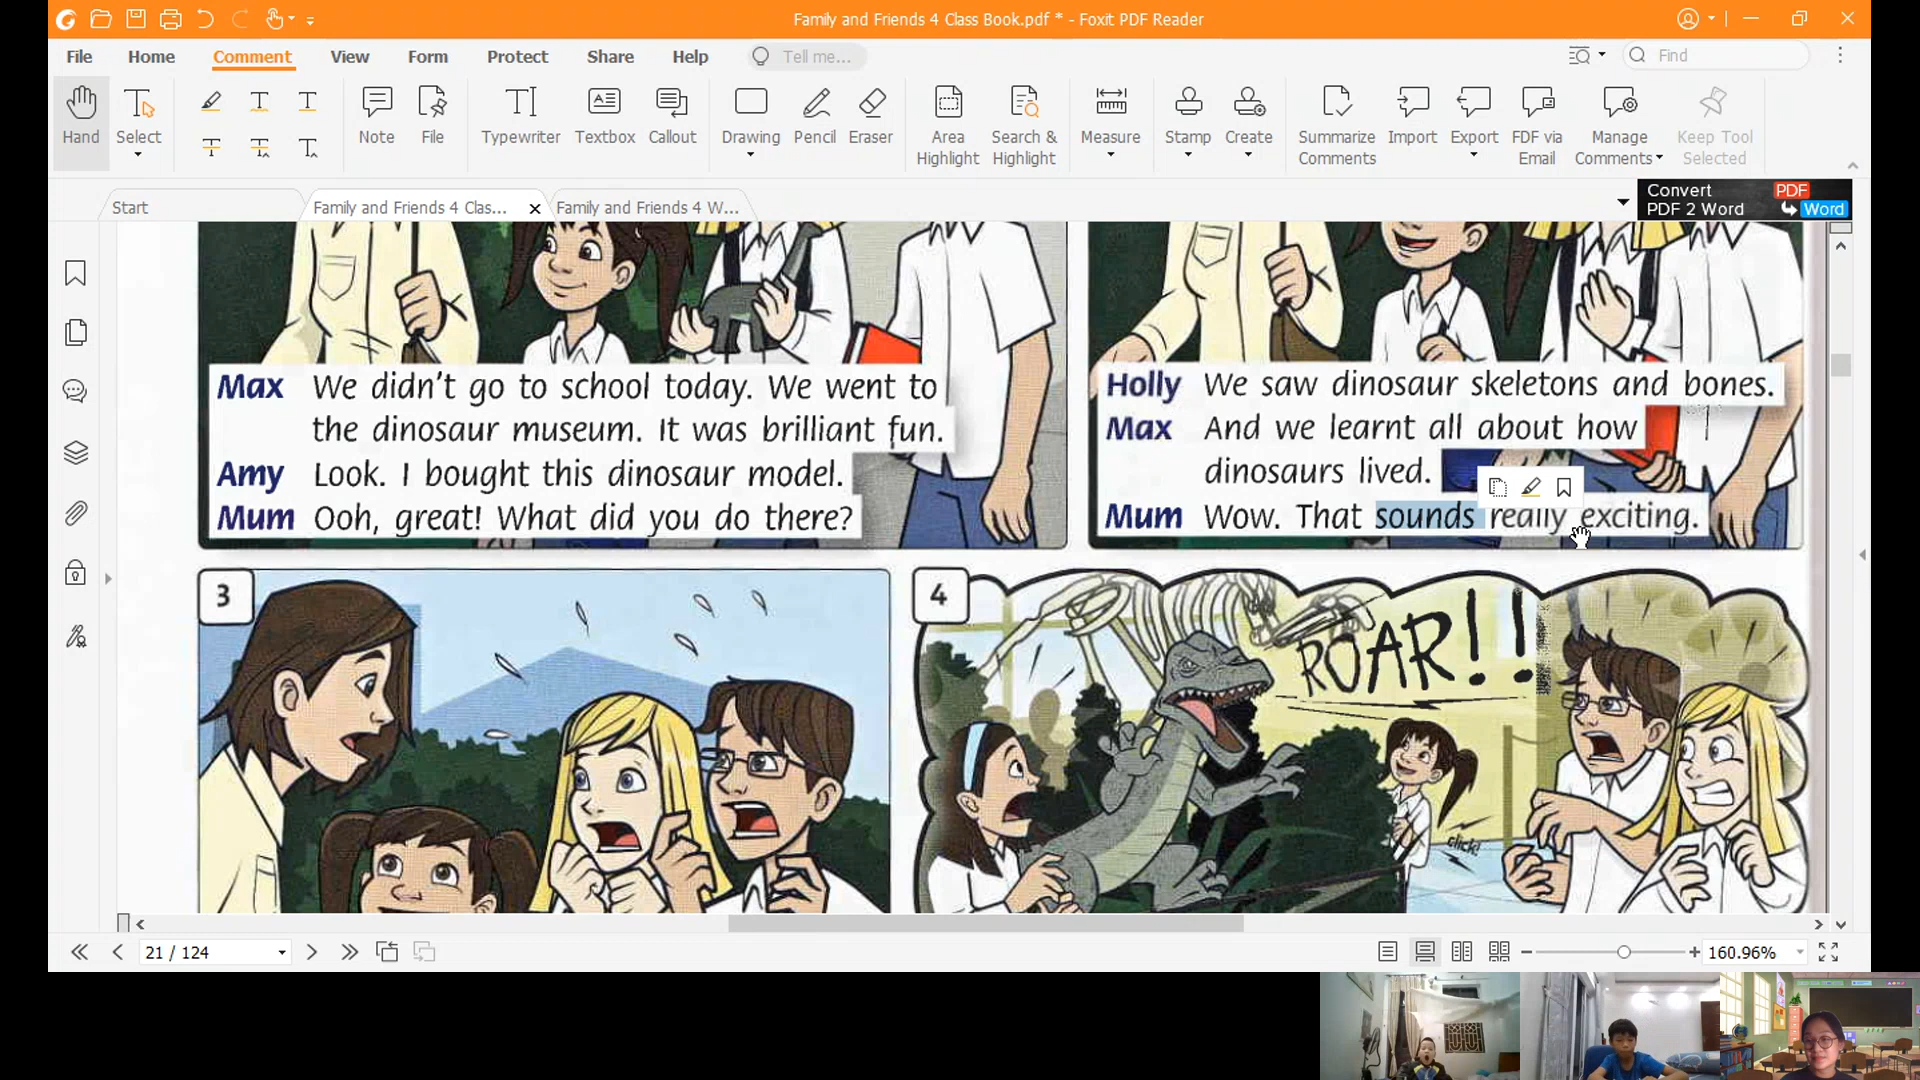 Family and Friends 4 Class Book.pdf * - Foxit PDF Reader
File Home Comment View Form Protect Share Help Tell me... Find
Hand Select Note File Typewriter Textbox Callout Drawing Pencil Eraser Area Highlight Search & Highlight Measure Stamp Create Summarize Comments Import Export FDF via Email Manage Comments Keep Tool Selected
Start Family and Friends 4 Clas... Family and Friends 4 W...
Convert PDF
PDF 2 Word Word
Max We didn't go to school today. We went to
the dinosaur museum. It was brilliant fun.
Amy Look. I bought this dinosaur model.
Mum Ooh, great! What did you do there?
Holly We saw dinosaur skeletons and bones.
Max And we learnt all about how
dinosaurs lived.
Mum Wow. That sounds really exciting.
3
4
ROAR!!
click!
21 / 124
160.96%